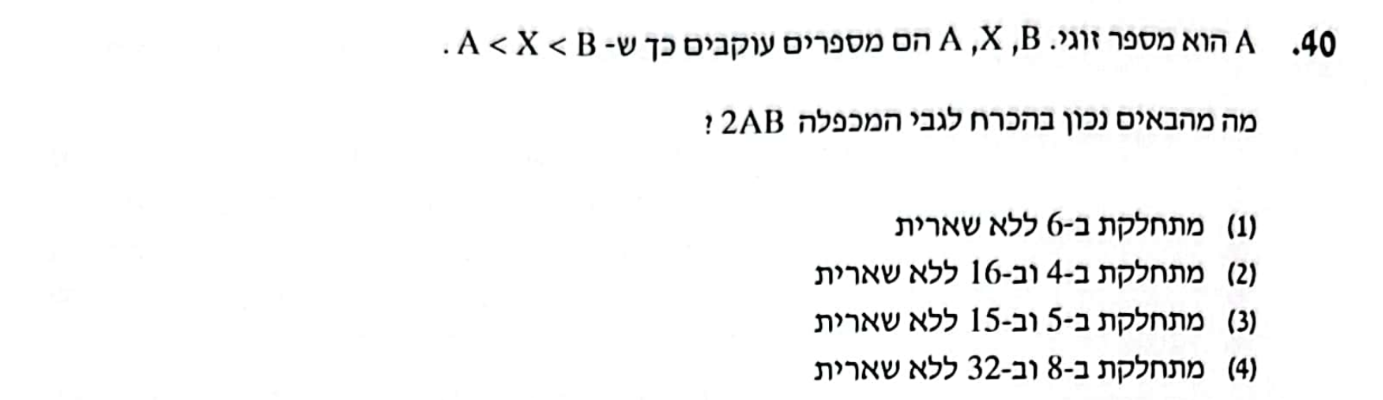 40. A הוא מספר זוגי. A ,X ,B הם מספרים עוקבים כך ש- A < X < B .
מה מהבאים נכון בהכרח לגבי המכפלה 2AB ?
(1) מתחלקת ב-6 ללא שארית
(2) מתחלקת ב-4 וב-16 ללא שארית
(3) מתחלקת ב-5 וב-15 ללא שארית
(4) מתחלקת ב-8 וב-32 ללא שארית